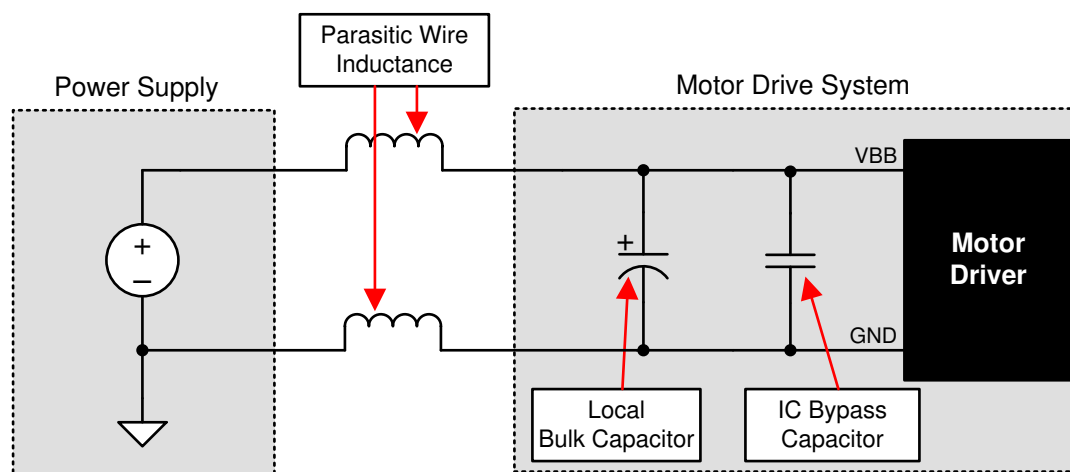 Parasitic Wire
Inductance
Power Supply
Motor Drive System
VBB
+
–
+
Motor
Driver
GND
Local
Bulk Capacitor
IC Bypass
Capacitor